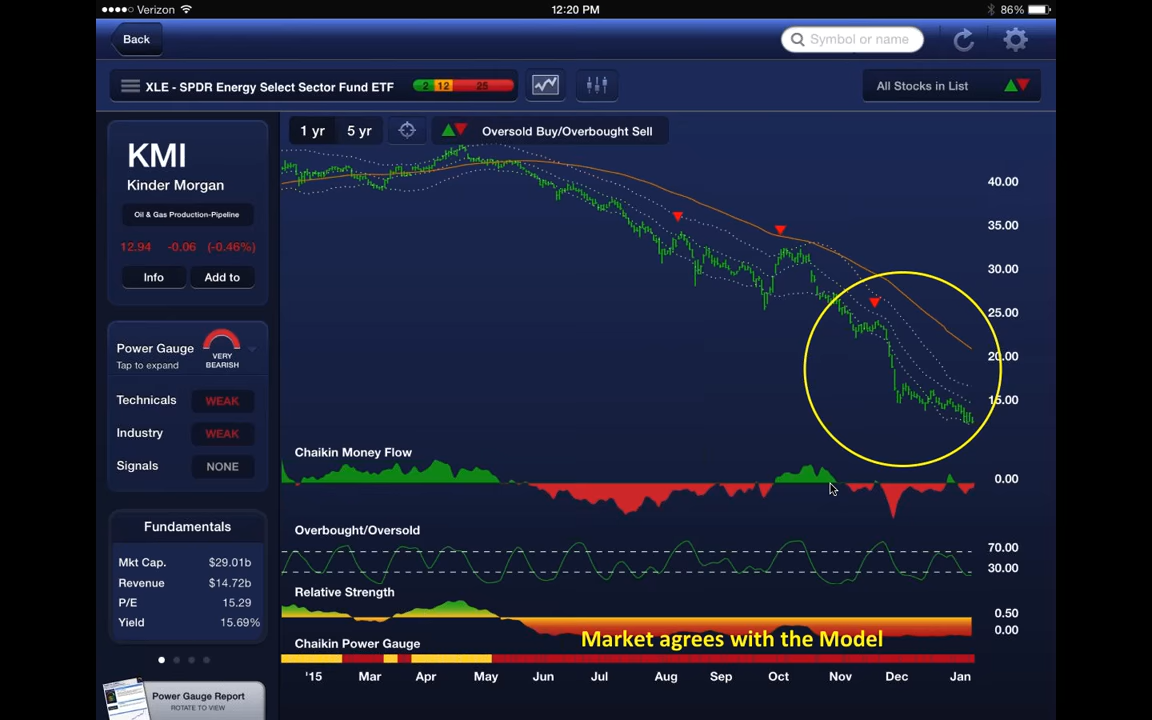 Verizon
12:20 PM
86%
Back
Symbol or name
XLE - SPDR Energy Select Sector Fund ETF
2 12 25
All Stocks in List
KMI
Kinder Morgan
Oil & Gas Production-Pipeline
12.94 -0.06 (-0.46%)
Info Add to
Power Gauge
Tap to expand
VERY
BEARISH
Technicals WEAK
Industry WEAK
Signals NONE
Fundamentals
Mkt Cap. $29.01b
Revenue $14.72b
P/E 15.29
Yield 15.69%
Power Gauge Report
ROTATE TO VIEW
1 yr 5 yr Oversold Buy/Overbought Sell
40.00
35.00
30.00
25.00
20.00
15.00
Chaikin Money Flow
0.00
Overbought/Oversold
70.00
30.00
Relative Strength
0.50
0.00
Market agrees with the Model
Chaikin Power Gauge
'15 Mar Apr May Jun Jul Aug Sep Oct Nov Dec Jan